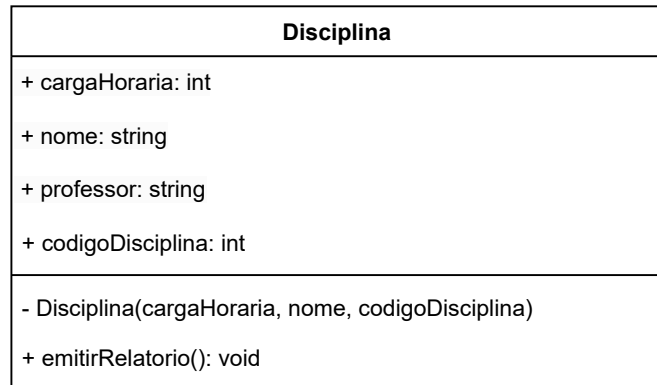 Disciplina
+ cargaHoraria: int
+ nome: string
+ professor: string
+ codigoDisciplina: int
- Disciplina(cargaHoraria, nome, codigoDisciplina)
+ emitirRelatorio(): void